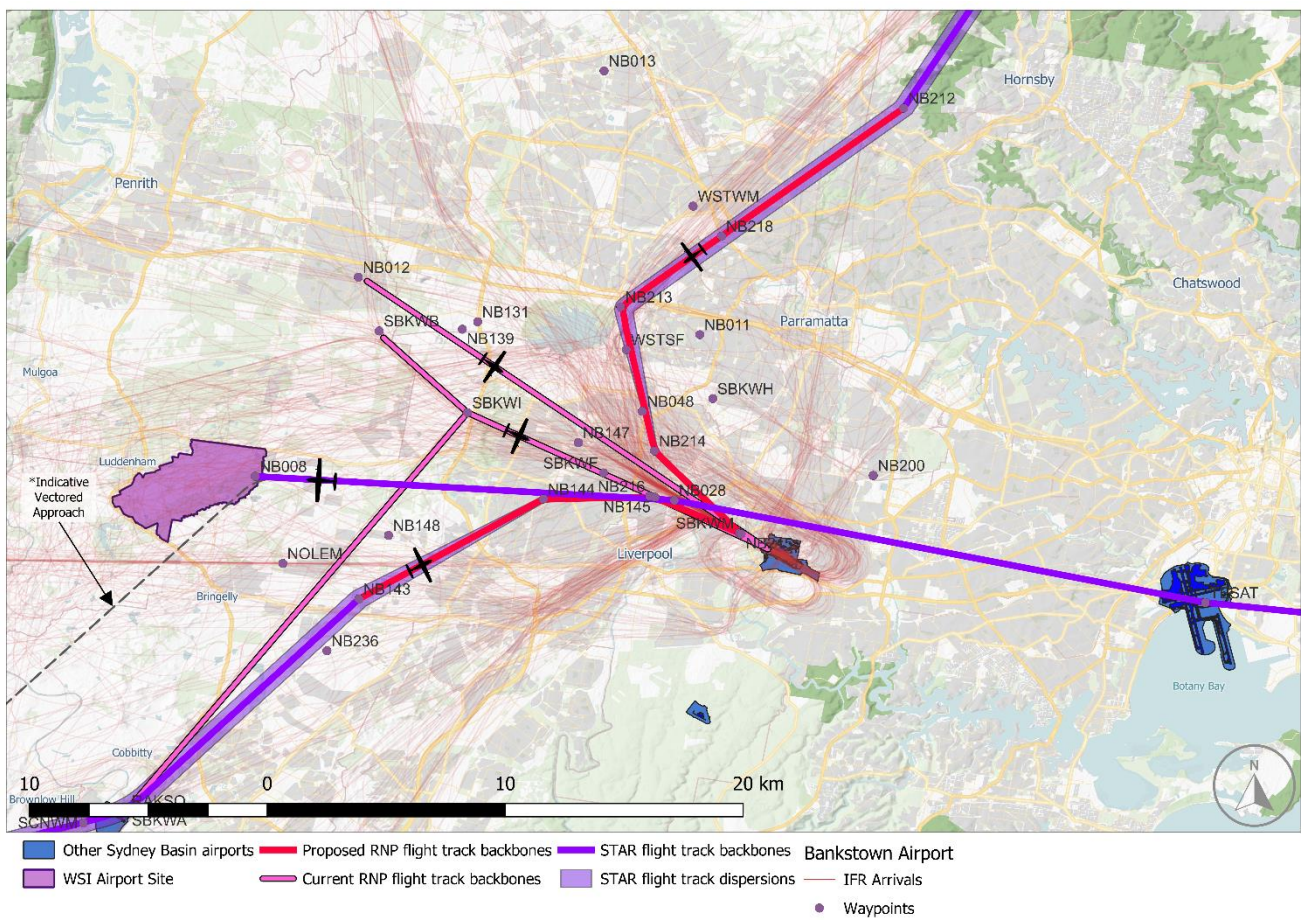 NB013
Hornsby
NB212
Penrith
WSTWM
NB218
NB012
Chatswood
NB213
NB131
SBKWB
Parramatta
NB011
NB139
WSTSF
Mulgoa
SBKWH
SBKWI
NB048
NB147
NB214
Luddenham
SBKWF
NB008
NB200
*Indicative
Vectored
Approach
NB216
NB144
NB028
NB145
SBKWM
NB148
NOLEM
Liverpool
NB143
Bringelly
NB236
Botany Bay
Cobbitty
N
10 0 10 20 km
Brownlow Hill
SCNWM
SBKWA
Other Sydney Basin airports
Proposed RNP flight track backbones
STAR flight track backbones
Bankstown Airport
WSI Airport Site
Current RNP flight track backbones
STAR flight track dispersions
IFR Arrivals
Waypoints